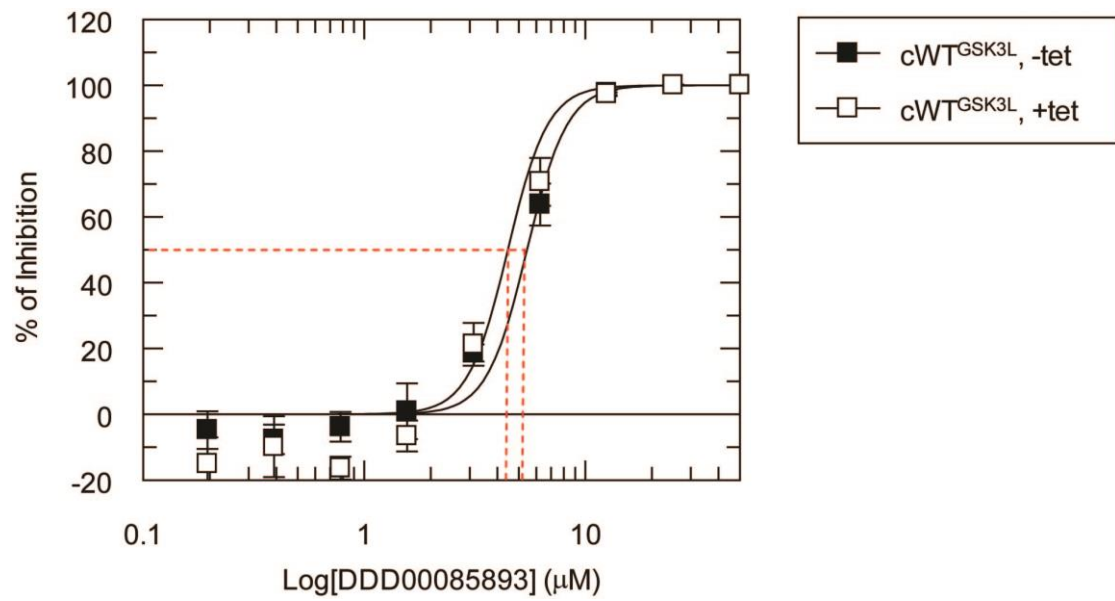 120
100
80
60
40
20
0
-20
% of Inhibition
0.1 1 10
Log[DDD00085893] (μM)
cWT^GSK3L, -tet
cWT^GSK3L, +tet